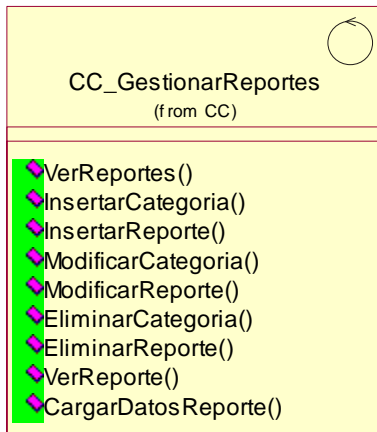 CC_GestionarReportes
(from CC)
VerReportes()
InsertarCategoria()
InsertarReporte()
ModificarCategoria()
ModificarReporte()
EliminarCategoria()
EliminarReporte()
VerReporte()
CargarDatosReporte()